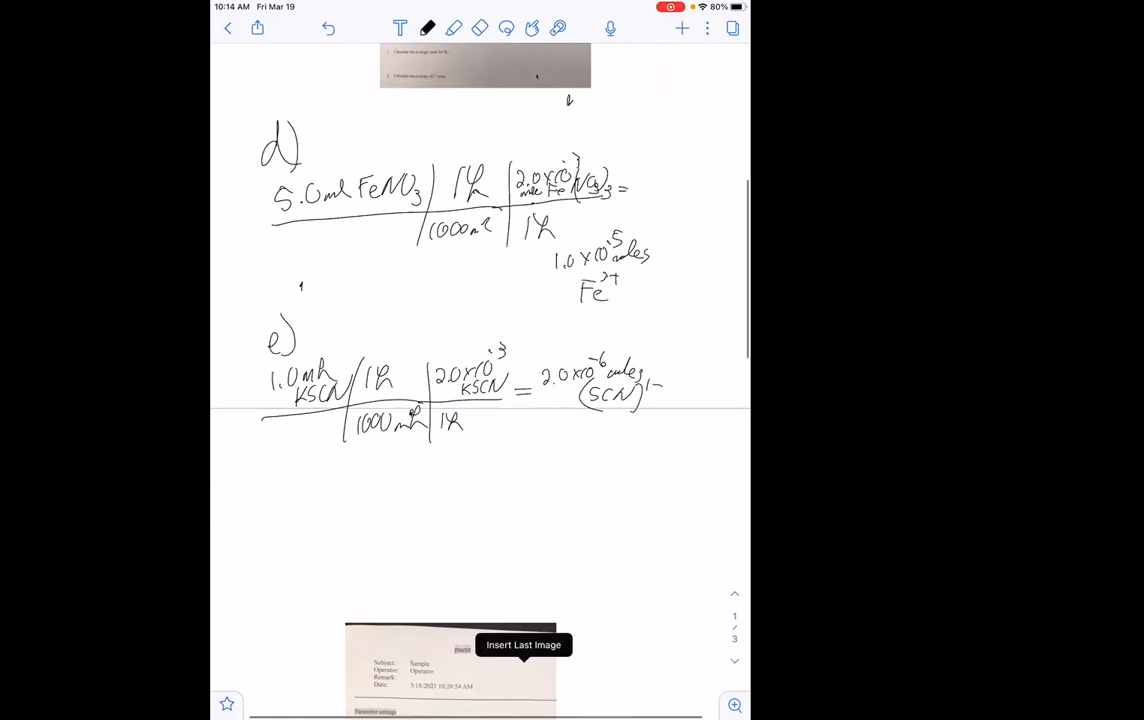 10:14 AM Fri Mar 19
80%
T
d)
5.0ml FeNO3 | 1L | 2.0x10^-3 mole Fe(NO3)3 =
1000ml | 1L
1.0x10^-5 moles
Fe3+
e)
1.0ml KSCN | 1L | 2.0x10^-3 KSCN = 2.0x10^-6 moles (SCN)1-
1000ml | 1L
Insert Last Image
Subject: Sample
Operator: Operator
Remark:
Date: 3/18/2021 10:28:54 AM
Parameter settings
1
/
3